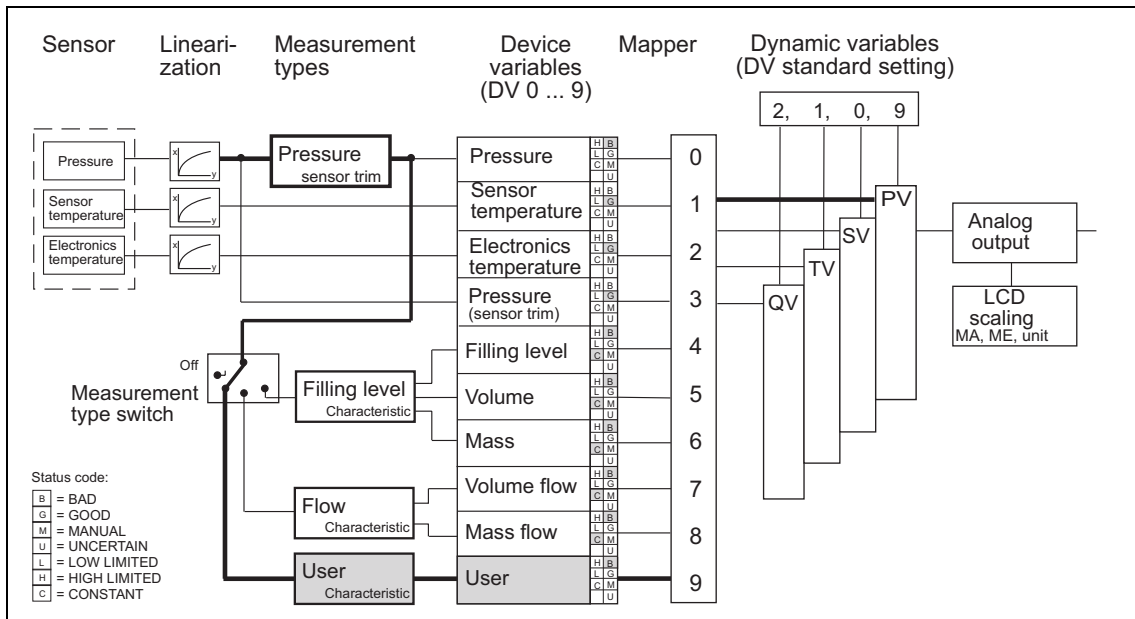 Sensor
Lineari-
zation
Measurement
types
Device
variables
(DV 0 ... 9)
Mapper
Dynamic variables
(DV standard setting)
2, 1, 0, 9
Pressure
Sensor
temperature
Electronics
temperature
x
y
x
y
x
y
Pressure
sensor trim
Pressure
H B
L G
C M
U
0
Sensor
temperature
H B
L G
C M
U
1
Electronics
temperature
H B
L G
C M
U
2
Pressure
(sensor trim)
H B
L G
C M
U
3
Filling level
H B
L G
C M
U
4
Volume
H B
L G
C M
U
5
Mass
H B
L G
C M
U
6
Volume flow
H B
L G
C M
U
7
Mass flow
H B
L G
C M
U
8
User
H B
L G
C M
U
9
PV
SV
TV
QV
Analog
output
LCD
scaling
MA, ME, unit
Off
Measurement
type switch
Filling level
Characteristic
Flow
Characteristic
User
Characteristic
Status code:
B = BAD
G = GOOD
M = MANUAL
U = UNCERTAIN
L = LOW LIMITED
H = HIGH LIMITED
C = CONSTANT